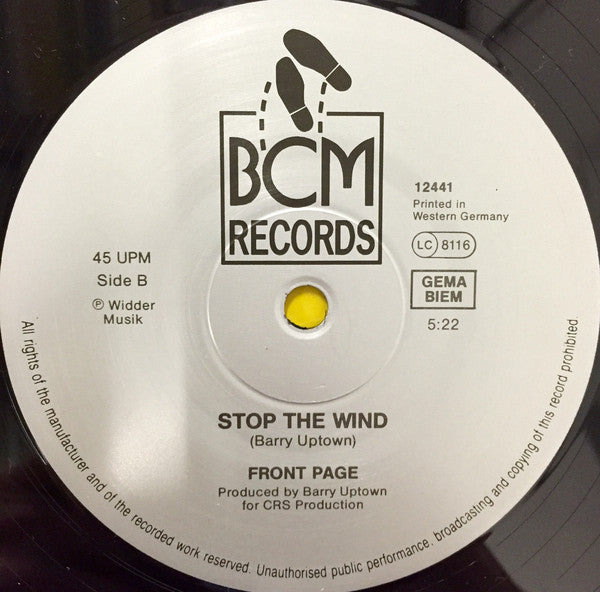 BCM
RECORDS
45 UPM
Side B
℗ Widder
Musik
12441
Printed in
Western Germany
LC 8116
GEMA
BIEM
5:22
STOP THE WIND
(Barry Uptown)
FRONT PAGE
Produced by Barry Uptown
for CRS Production
All rights of the manufacturer and of the recorded work reserved. Unauthorised public performance, broadcasting and copying of this record prohibited